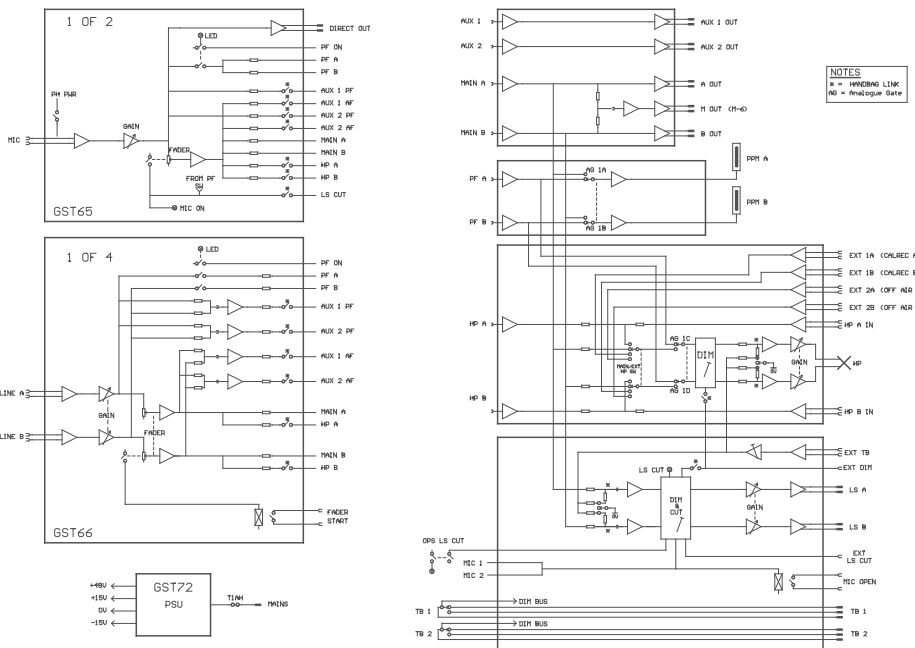 1 OF 2
LED
DIRECT OUT
PF ON
PF A
PF B
PM PWR
AUX 1 PF
AUX 1 AF
AUX 2 PF
AUX 2 AF
GAIN
MIC
MAIN A
FADER
MAIN B
HP A
FROM PF
SW
HP B
LS CUT
MIC ON
GST65
1 OF 4
LED
PF ON
PF A
PF B
AUX 1 PF
AUX 2 PF
AUX 1 AF
AUX 2 AF
LINE A
GAIN
MAIN A
HP A
FADER
LINE B
MAIN B
HP B
FADER
START
GST66
+48V
+15V
0V
-15V
GST72
PSU
T1AH
MAINS
AUX 1
AUX 1 OUT
AUX 2
AUX 2 OUT
MAIN A
A OUT
M OUT (M-6)
MAIN B
B OUT
NOTES
* = HANDBAG LINK
AG = Analogue Gate
PPM A
PF A
AG 1A
PPM B
PF B
AG 1B
EXT 1A (CALREC A
EXT 1B (CALREC B
EXT 2A (OFF AIR
EXT 2B (OFF AIR
HP A
HP A IN
AG 1C
DIM
MAIN/EXT
HP SW
GAIN
0V
HP
AG 1D
HP B
HP B IN
EXT TB
LS CUT
EXT DIM
DIM
&
CUT
LS A
0V
GAIN
LS B
OPS LS CUT
EXT
LS CUT
MIC 1
MIC 2
MIC OPEN
DIM BUS
TB 1
TB 1
DIM BUS
TB 2
TB 2